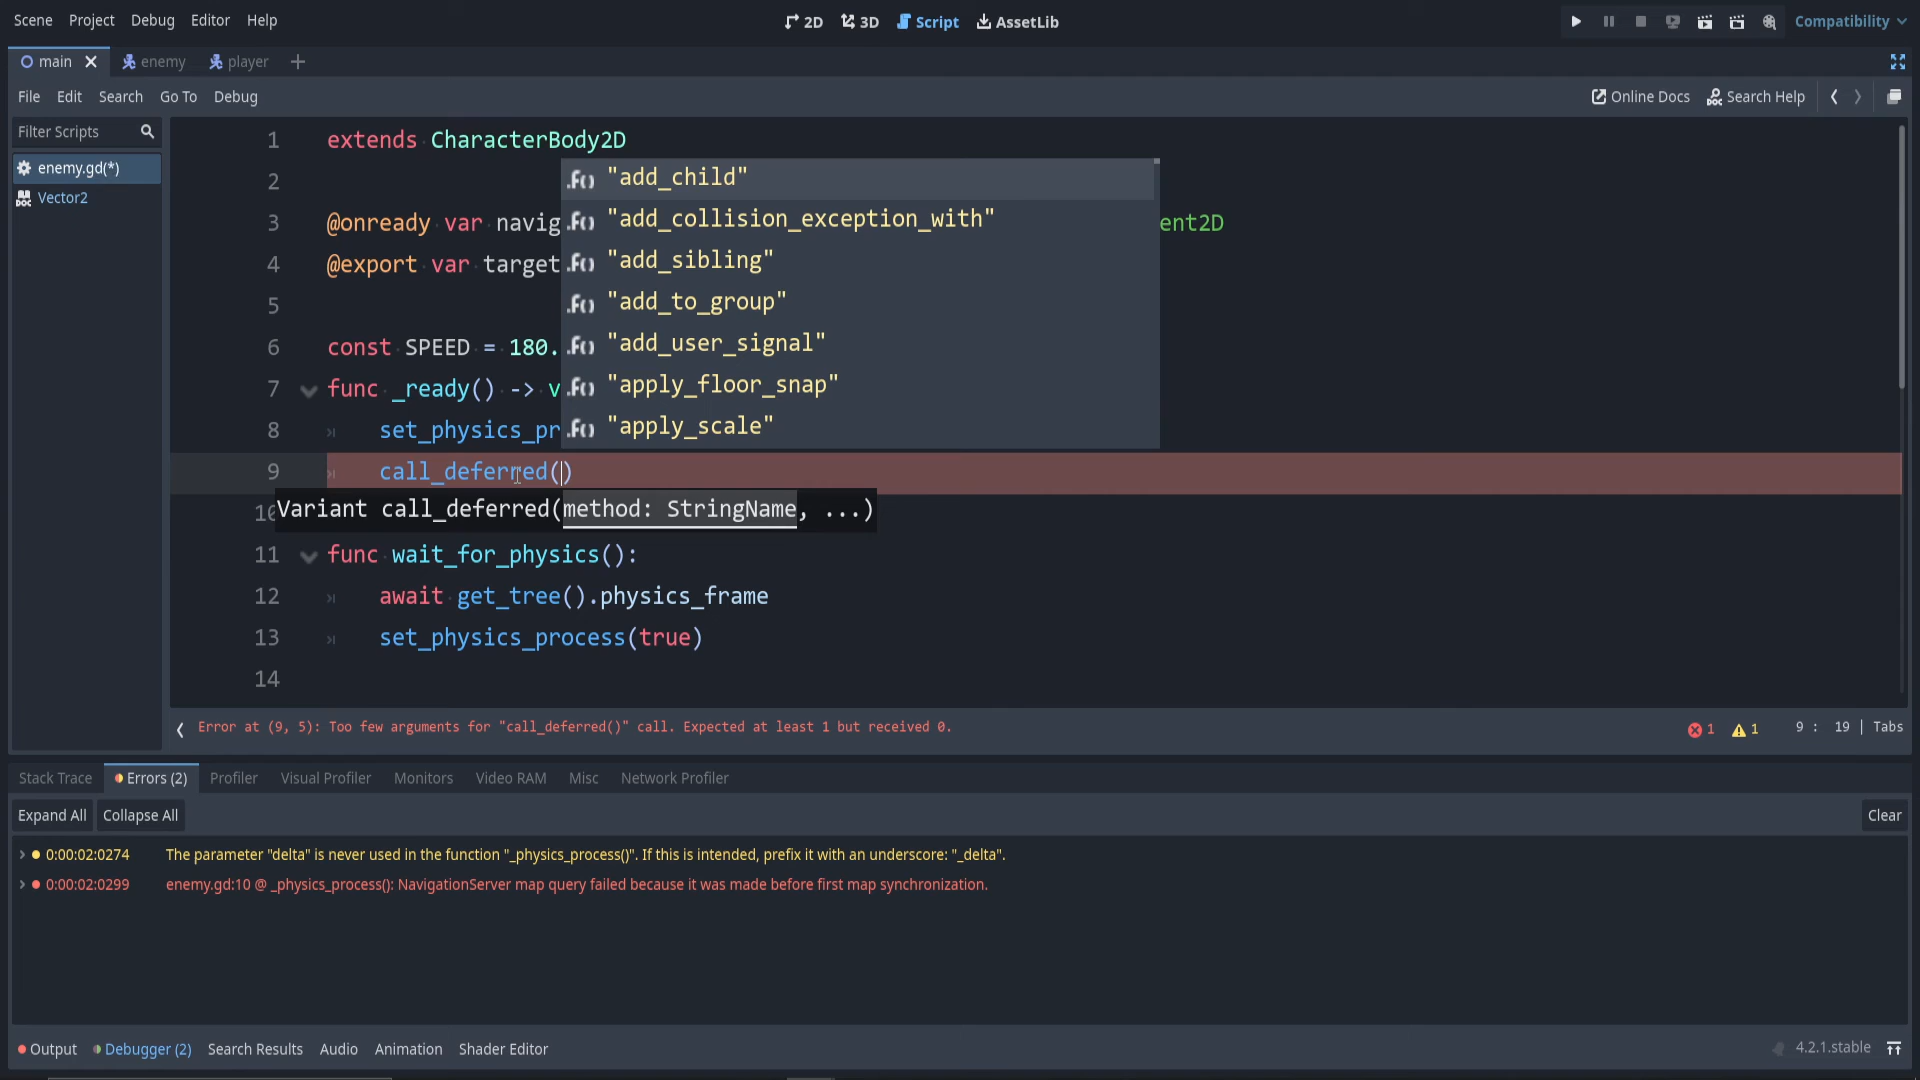 Scene Project Debug Editor Help
2D 3D Script AssetLib
Compatibility
main enemy player
File Edit Search Go To Debug
Online Docs Search Help
Filter Scripts
enemy.gd(*)
Vector2
1 extends CharacterBody2D
2
3 @onready var navig ent2D
4 @export var target
5
6 const SPEED = 180.
7 func _ready() -> v
8 set_physics_pr
9 call_deferred()
10
11 func wait_for_physics():
12 await get_tree().physics_frame
13 set_physics_process(true)
14
"add_child"
"add_collision_exception_with"
"add_sibling"
"add_to_group"
"add_user_signal"
"apply_floor_snap"
"apply_scale"
Variant call_deferred(method: StringName, ...)
Error at (9, 5): Too few arguments for "call_deferred()" call. Expected at least 1 but received 0.
1 1 9 : 19 | Tabs
Stack Trace Errors (2) Profiler Visual Profiler Monitors Video RAM Misc Network Profiler
Expand All Collapse All Clear
0:00:02:0274 The parameter "delta" is never used in the function "_physics_process()". If this is intended, prefix it with an underscore: "_delta".
0:00:02:0299 enemy.gd:10 @ _physics_process(): NavigationServer map query failed because it was made before first map synchronization.
Output Debugger (2) Search Results Audio Animation Shader Editor
4.2.1.stable